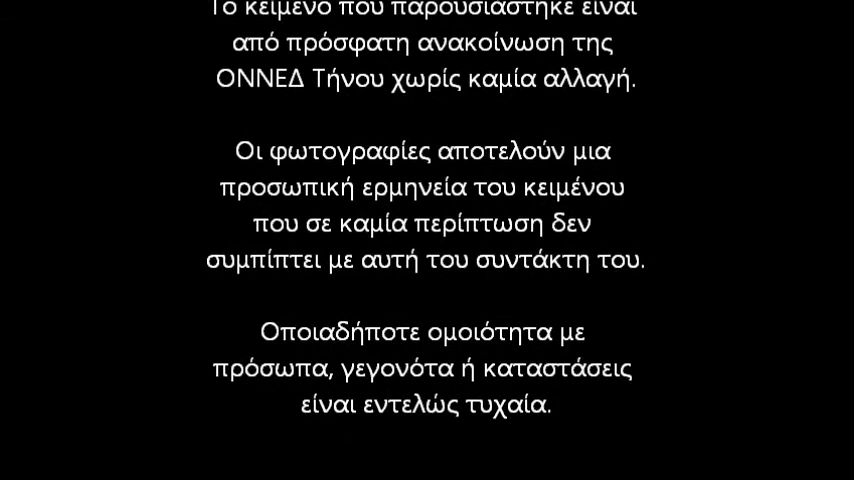 Το κείμενο που παρουσιάστηκε είναι
από πρόσφατη ανακοίνωση της
ΟΝΝΕΔ Τήνου χωρίς καμία αλλαγή.
Οι φωτογραφίες αποτελούν μια
προσωπική ερμηνεία του κειμένου
που σε καμία περίπτωση δεν
συμπίπτει με αυτή του συντάκτη του.
Οποιαδήποτε ομοιότητα με
πρόσωπα, γεγονότα ή καταστάσεις
είναι εντελώς τυχαία.